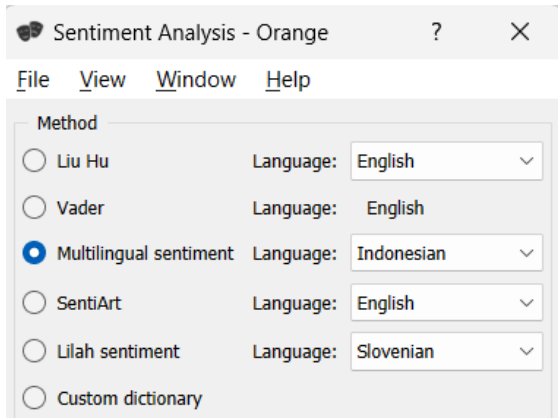 Sentiment Analysis - Orange ? ✕
File View Window Help
Method
Liu Hu Language: English
Vader Language: English
Multilingual sentiment Language: Indonesian
SentiArt Language: English
Lilah sentiment Language: Slovenian
Custom dictionary